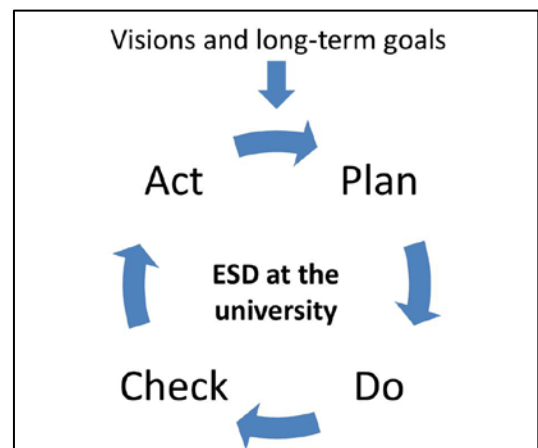 Visions and long-term goals
Act
Plan
ESD at the
university
Check
Do